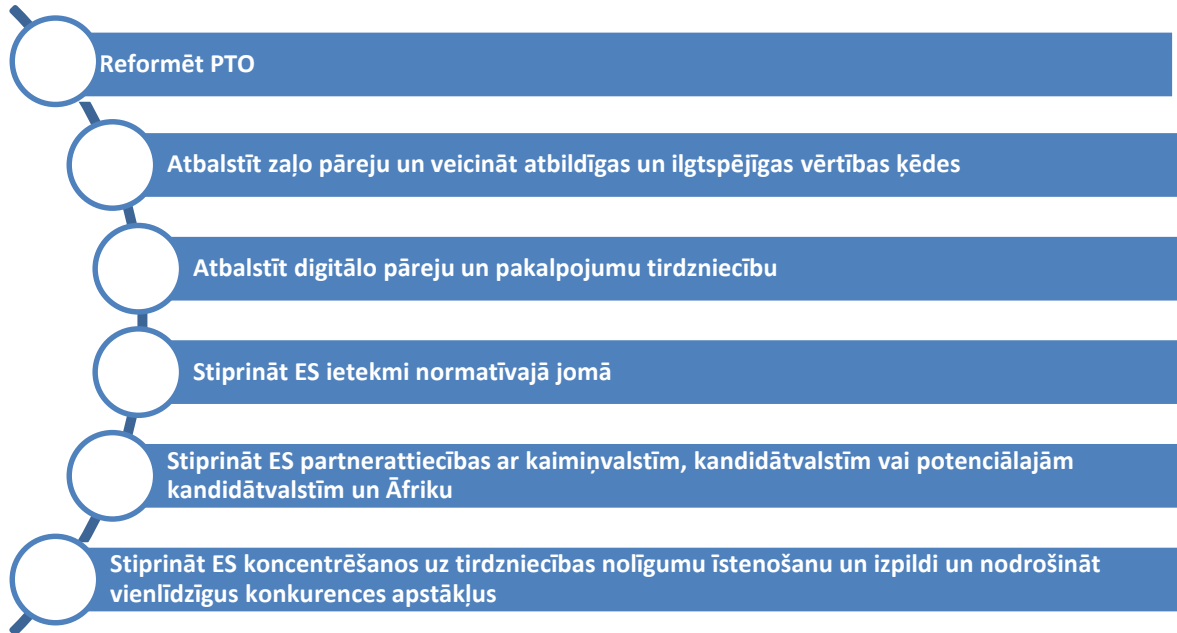 Reformēt PTO
Atbalstīt zaļo pāreju un veicināt atbildīgas un ilgtspējīgas vērtības ķēdes
Atbalstīt digitālo pāreju un pakalpojumu tirdzniecību
Stiprināt ES ietekmi normatīvajā jomā
Stiprināt ES partnerattiecības ar kaimiņvalstīm, kandidātvalstīm vai potenciālajām
kandidātvalstīm un Āfriku
Stiprināt ES koncentrēšanos uz tirdzniecības nolīgumu īstenošanu un izpildi un nodrošināt
vienlīdzīgus konkurences apstākļus